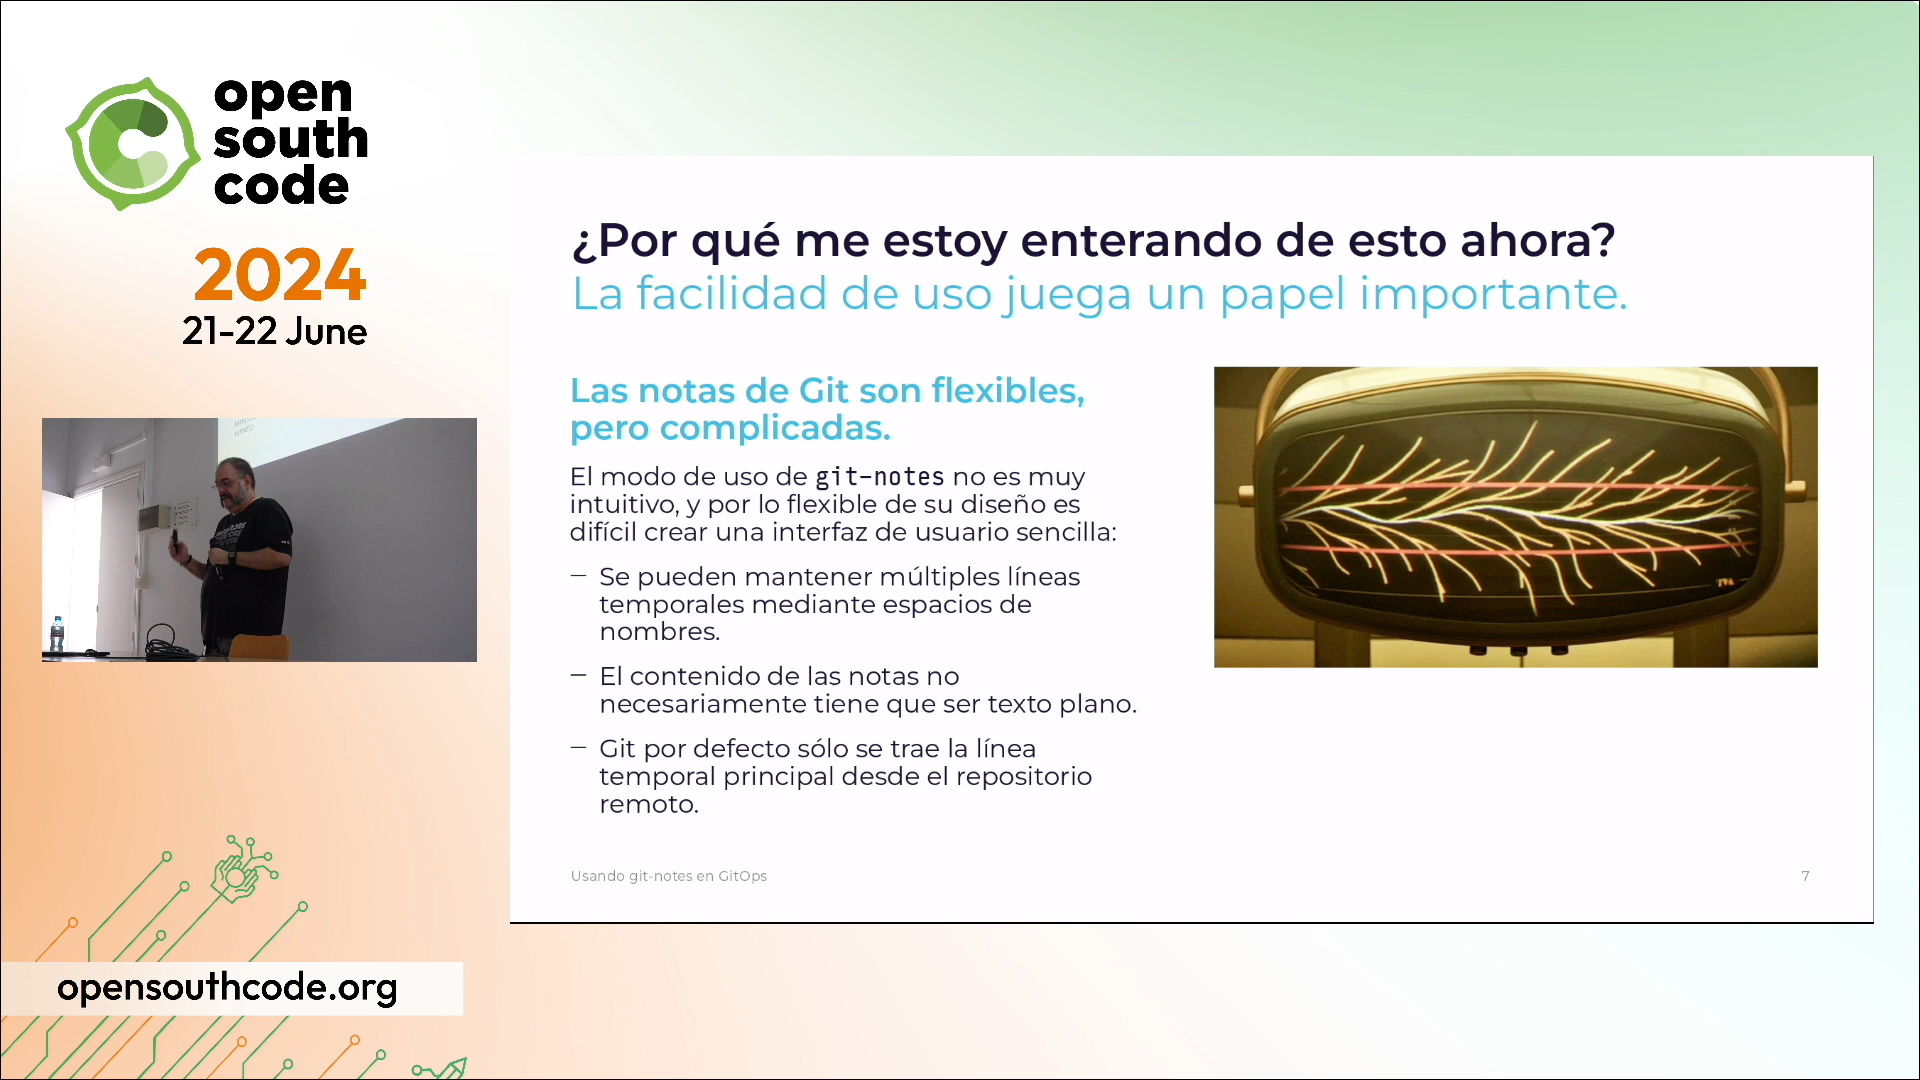 open
south
code
2024
21-22 June
¿Por qué me estoy enterando de esto ahora?
La facilidad de uso juega un papel importante.
Las notas de Git son flexibles,
pero complicadas.
El modo de uso de git-notes no es muy
intuitivo, y por lo flexible de su diseño es
difícil crear una interfaz de usuario sencilla:
— Se pueden mantener múltiples líneas
temporales mediante espacios de
nombres.
— El contenido de las notas no
necesariamente tiene que ser texto plano.
— Git por defecto sólo se trae la línea
temporal principal desde el repositorio
remoto.
Usando git-notes en GitOps
7
opensouthcode.org